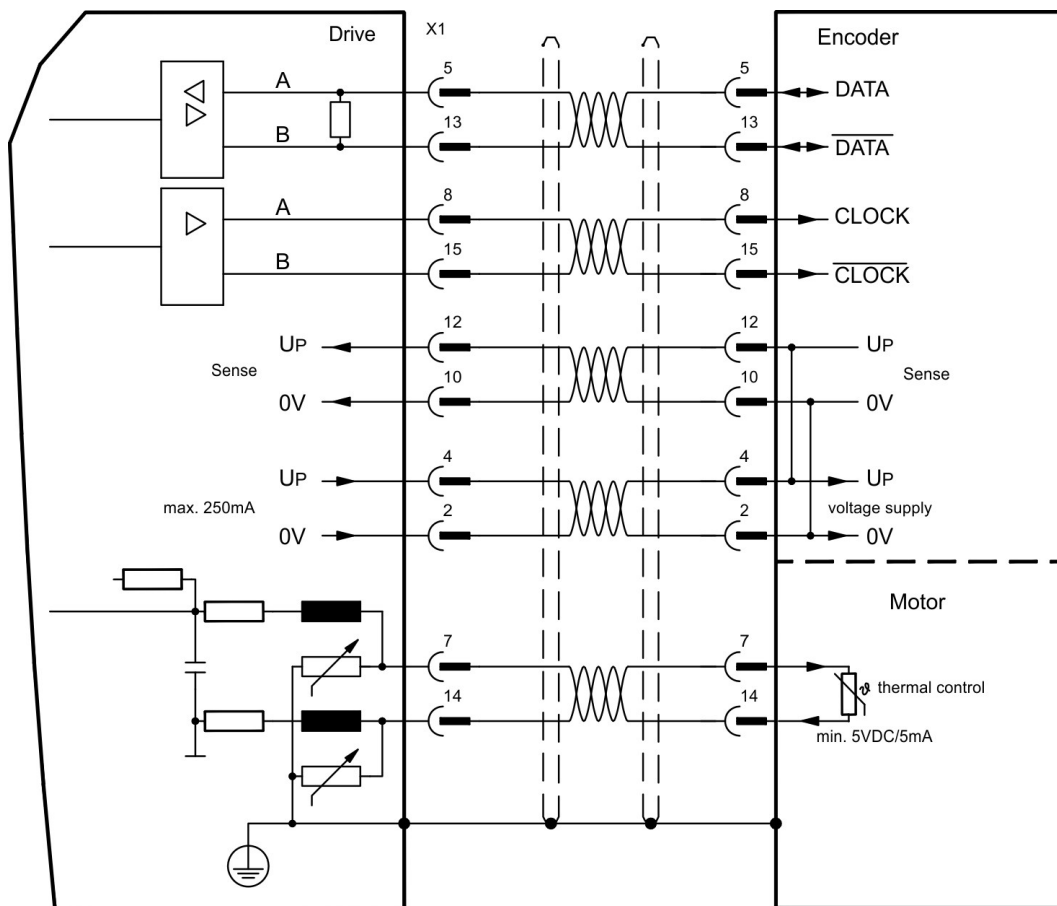 Drive X1 Encoder
A 5 5 DATA
B 13 13 DATA
A 8 8 CLOCK
B 15 15 CLOCK
UP 12 12 UP
Sense Sense
0V 10 10 0V
UP 4 4 UP
max. 250mA voltage supply
0V 2 2 0V
Motor
7 7
ϑ thermal control
14 14
min. 5VDC/5mA